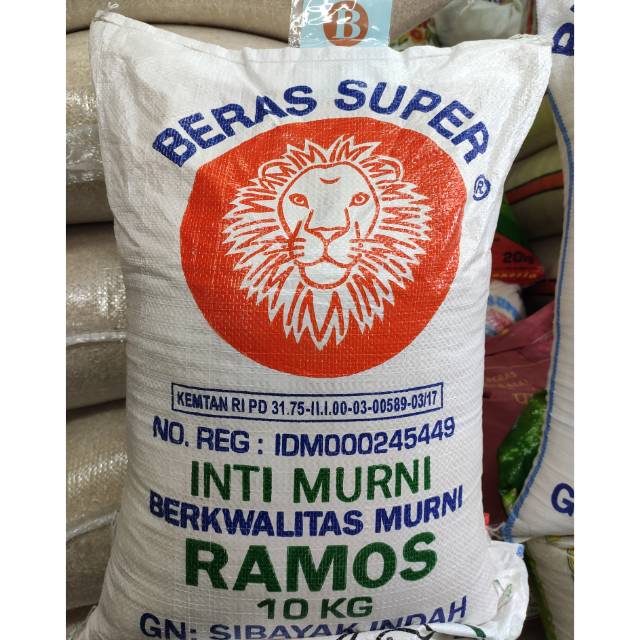 B
BERAS SUPER
®
KEMTAN RI PD 31.75-II.I.00-03-00589-03/17
NO. REG : IDM000245449
INTI MURNI
BERKWALITAS MURNI
RAMOS
10 KG
GN: SIBAYAK INDAH
B
20
G